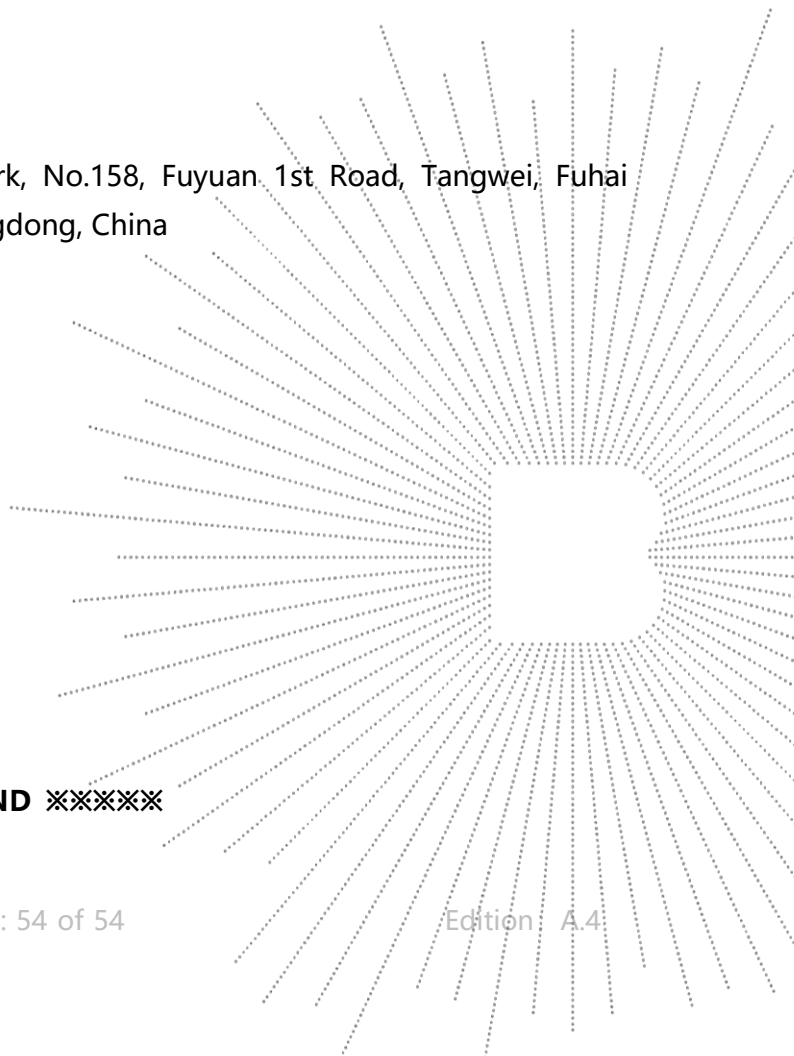 rk, No.158, Fuyuan 1st Road, Tangwei, Fuhai
gdong, China
ND ※※※※※
: 54 of 54 Edition : A.4